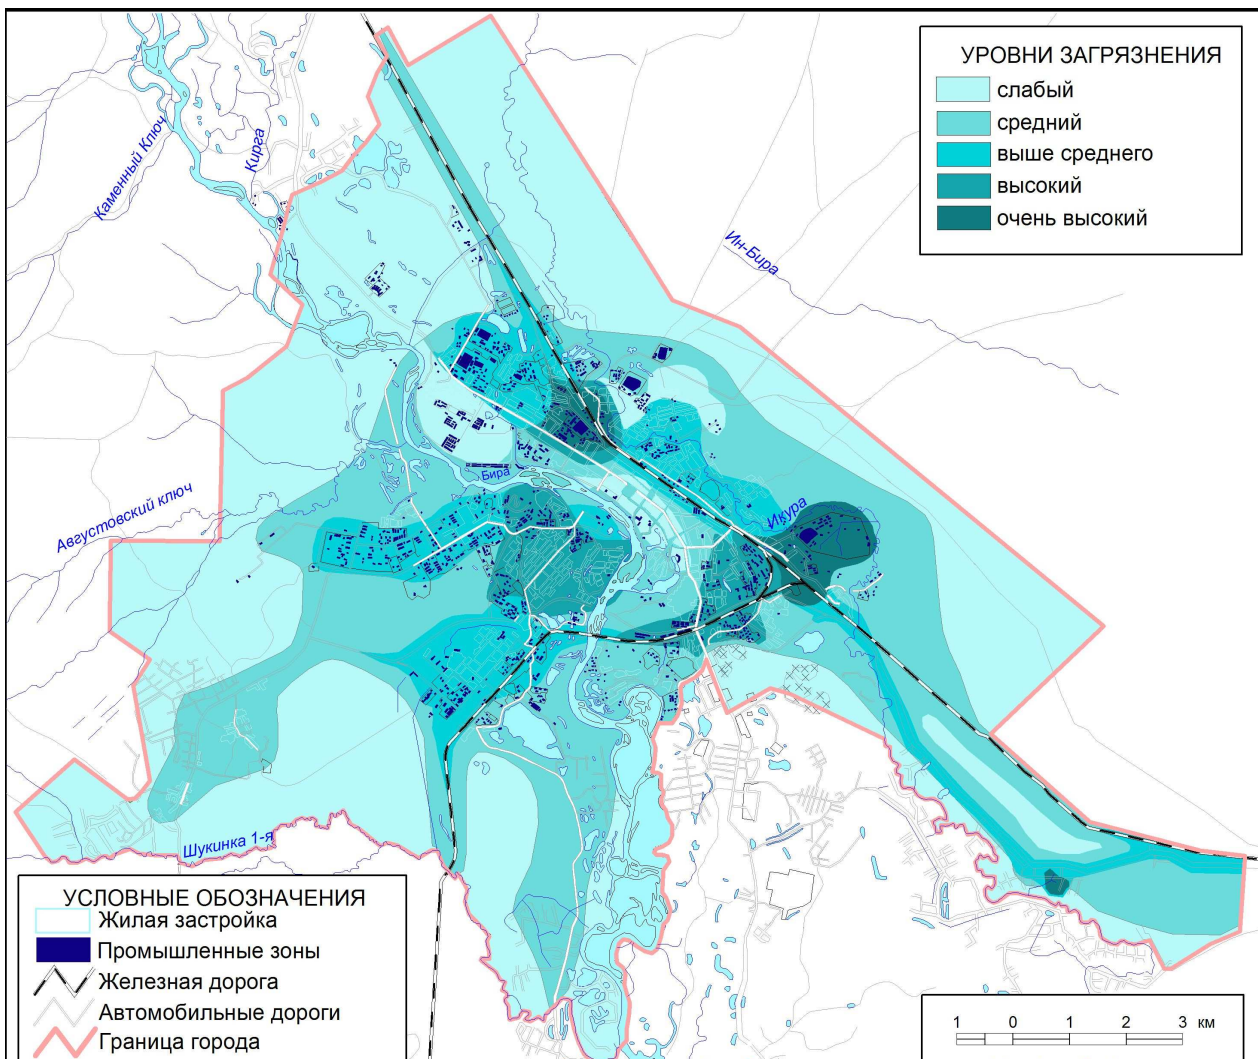 УРОВНИ ЗАГРЯЗНЕНИЯ
слабый
средний
выше среднего
высокий
очень высокий
Каменный Ключ
Кирга
Ин-Бира
Августовский ключ
Бира
Икура
Шукинка 1-я
УСЛОВНЫЕ ОБОЗНАЧЕНИЯ
Жилая застройка
Промышленные зоны
Железная дорога
Автомобильные дороги
Граница города
1 0 1 2 3 км